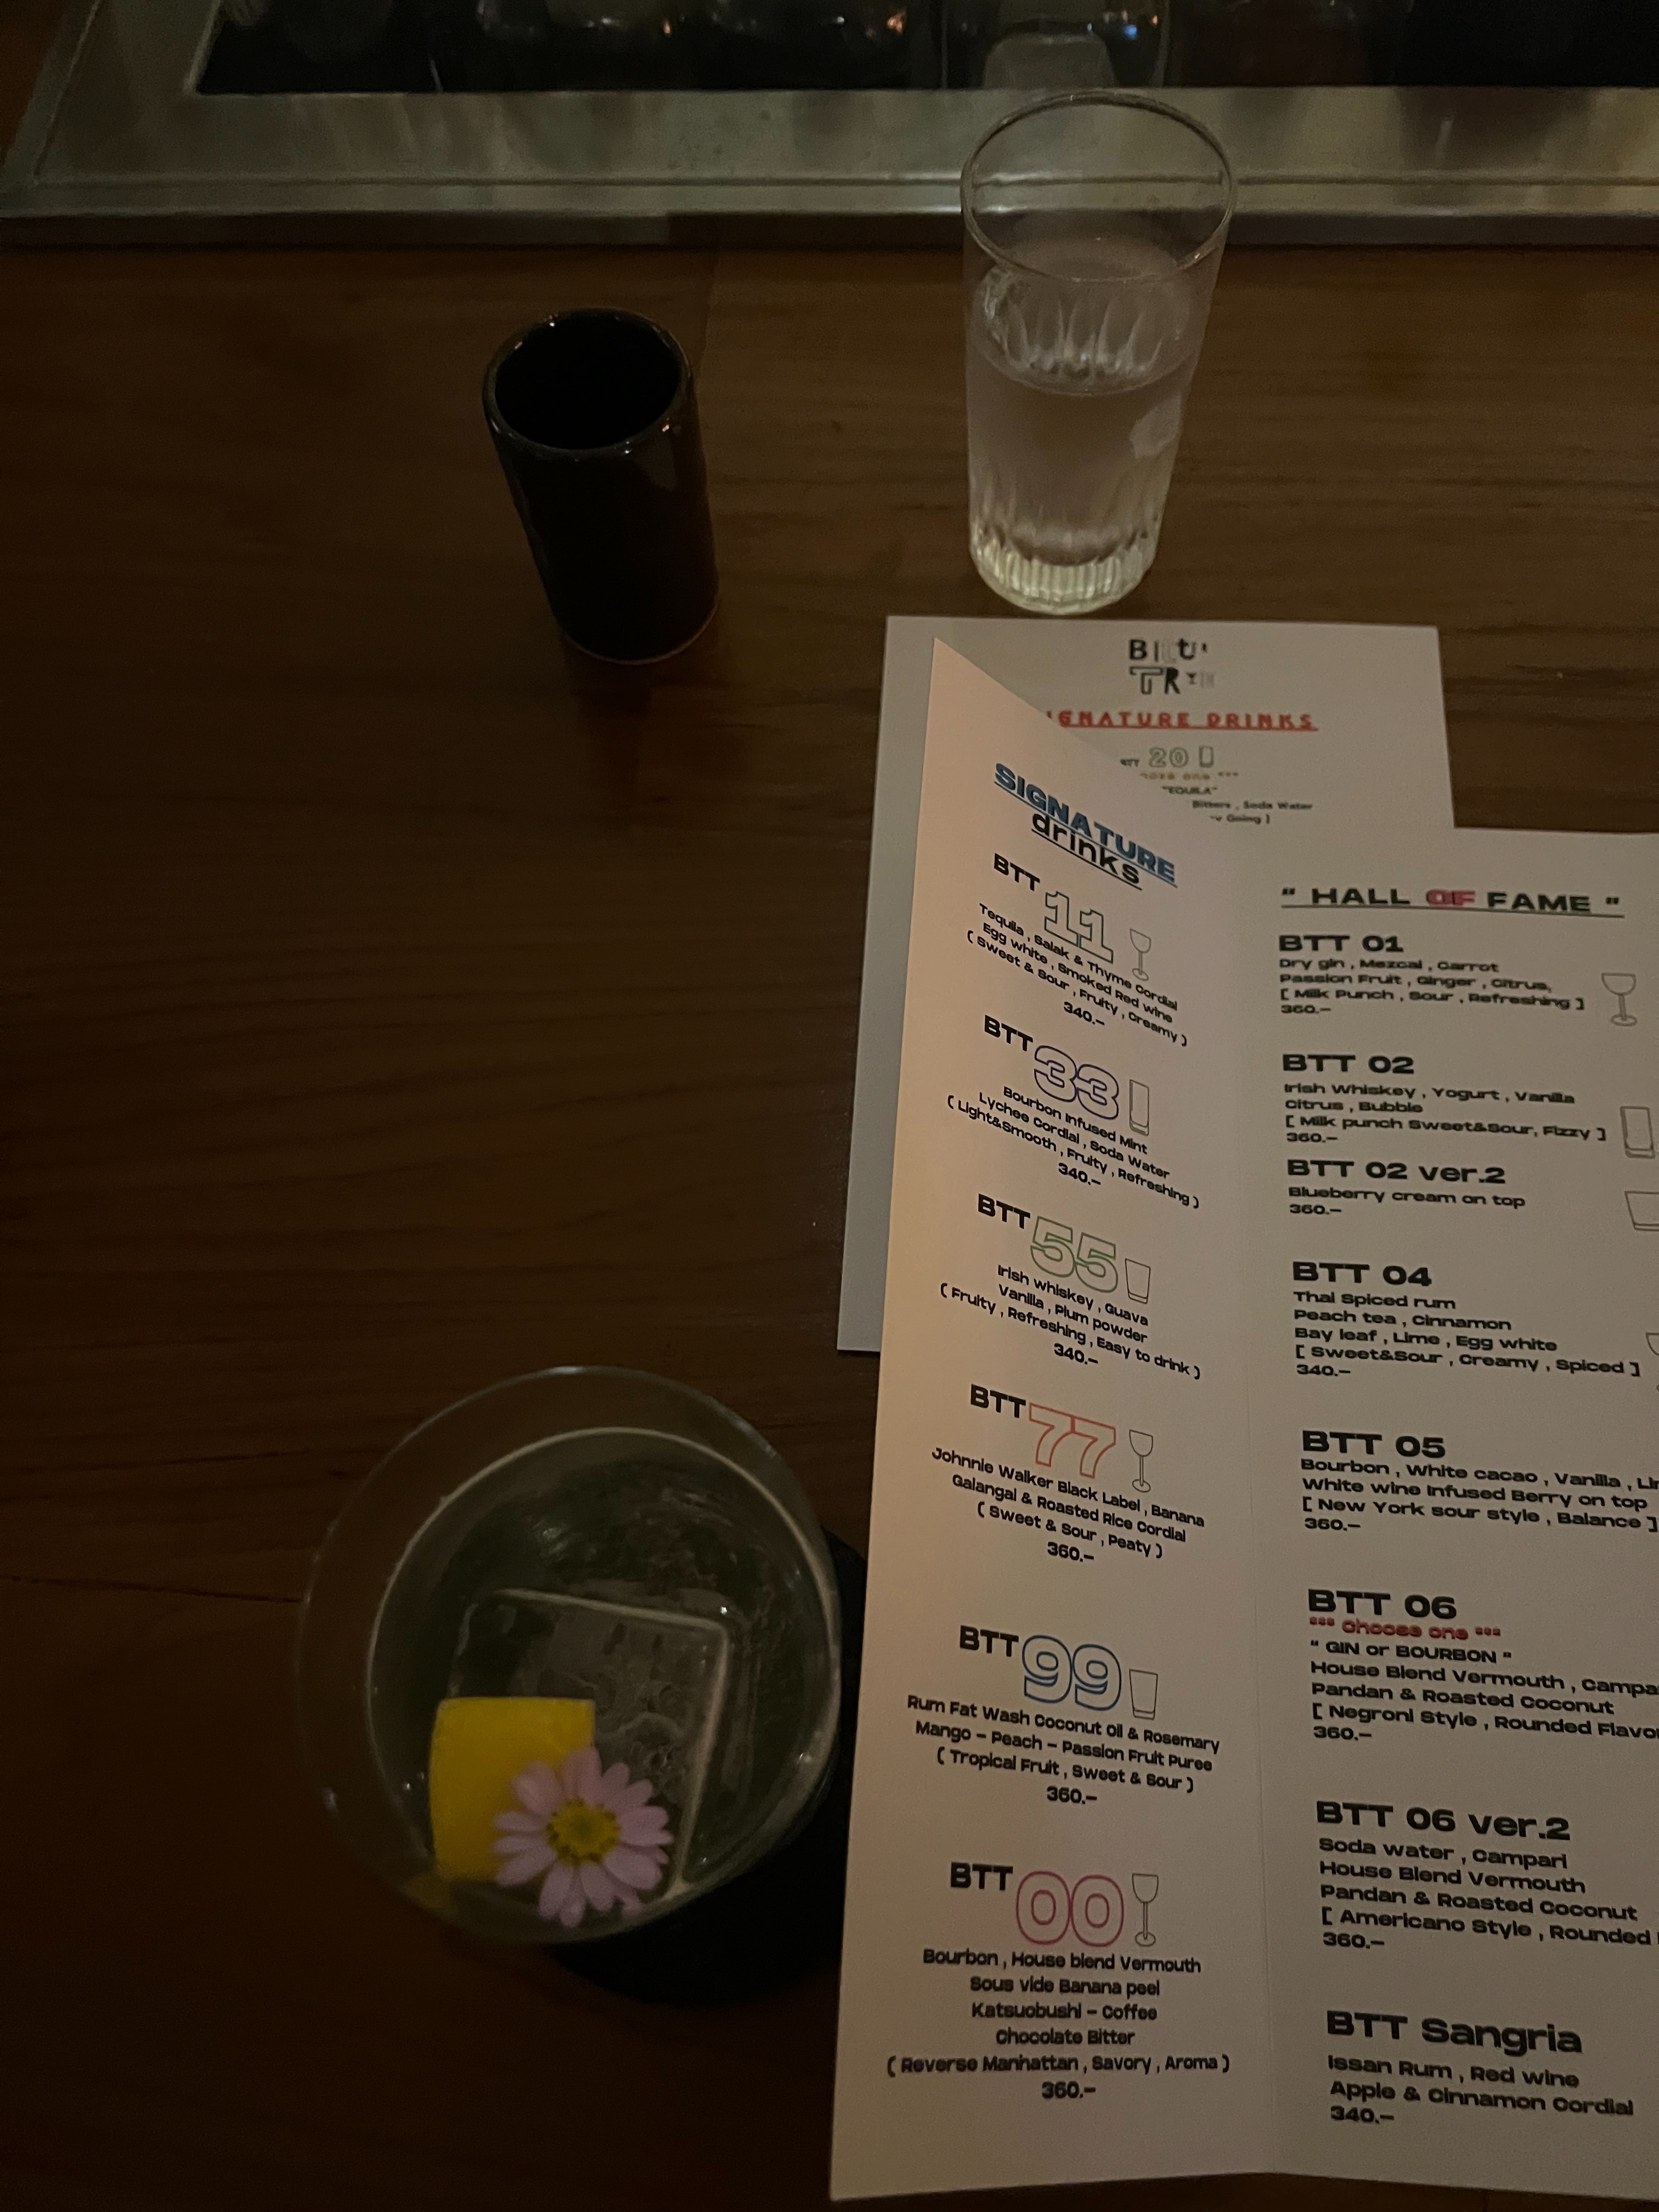 SIGNATURE DRINKS
BTT 20
"TEQUILA"
Bitters , Soda Water
Going ]
SIGNATURE
drinks
BTT 11
Tequila , Salak & Thyme Cordial
Egg white , Smoked Red wine
( Sweet & Sour , Fruity , Creamy )
340.-
BTT 33
Bourbon Infused Mint
Lychee Cordial , Soda Water
( Light&Smooth , Fruity , Refreshing )
340.-
BTT 55
Irish whiskey , Guava
Vanilla , Plum powder
( Fruity , Refreshing , Easy to drink )
340.-
BTT 77
Johnnie Walker Black Label , Banana
Galangal & Roasted Rice Cordial
( Sweet & Sour , Peaty )
360.-
BTT 99
Rum Fat Wash Coconut Oil & Rosemary
Mango - Peach - Passion Fruit Puree
( Tropical Fruit , Sweet & Sour )
360.-
BTT 00
Bourbon , House blend Vermouth
Sous vide Banana peel
Katsuobushi - Coffee
Chocolate Bitter
( Reverse Manhattan , Savory , Aroma )
360.-
" HALL OF FAME "
BTT 01
Dry gin , Mezcal , Carrot
Passion Fruit , Ginger , Citrus,
[ Milk Punch , Sour , Refreshing ]
360.-
BTT 02
Irish Whiskey , Yogurt , Vanilla
Citrus , Bubble
[ Milk punch Sweet&Sour, Fizzy ]
360.-
BTT 02 ver.2
Blueberry cream on top
360.-
BTT 04
Thai Spiced rum
Peach tea , Cinnamon
Bay leaf , Lime , Egg white
[ Sweet&Sour , Creamy , Spiced ]
340.-
BTT 05
Bourbon , White cacao , Vanilla ,
White wine Infused Berry on top
[ New York sour style , Balance ]
360.-
BTT 06
*** choose one ***
" GIN or BOURBON "
House Blend Vermouth , Campa
Pandan & Roasted Coconut
[ Negroni Style , Rounded Flavo
360.-
BTT 06 ver.2
Soda water , Campari
House Blend Vermouth
Pandan & Roasted Coconut
[ Americano Style , Rounded
360.-
BTT Sangria
Issan Rum , Red wine
Apple & Cinnamon Cordial
340.-